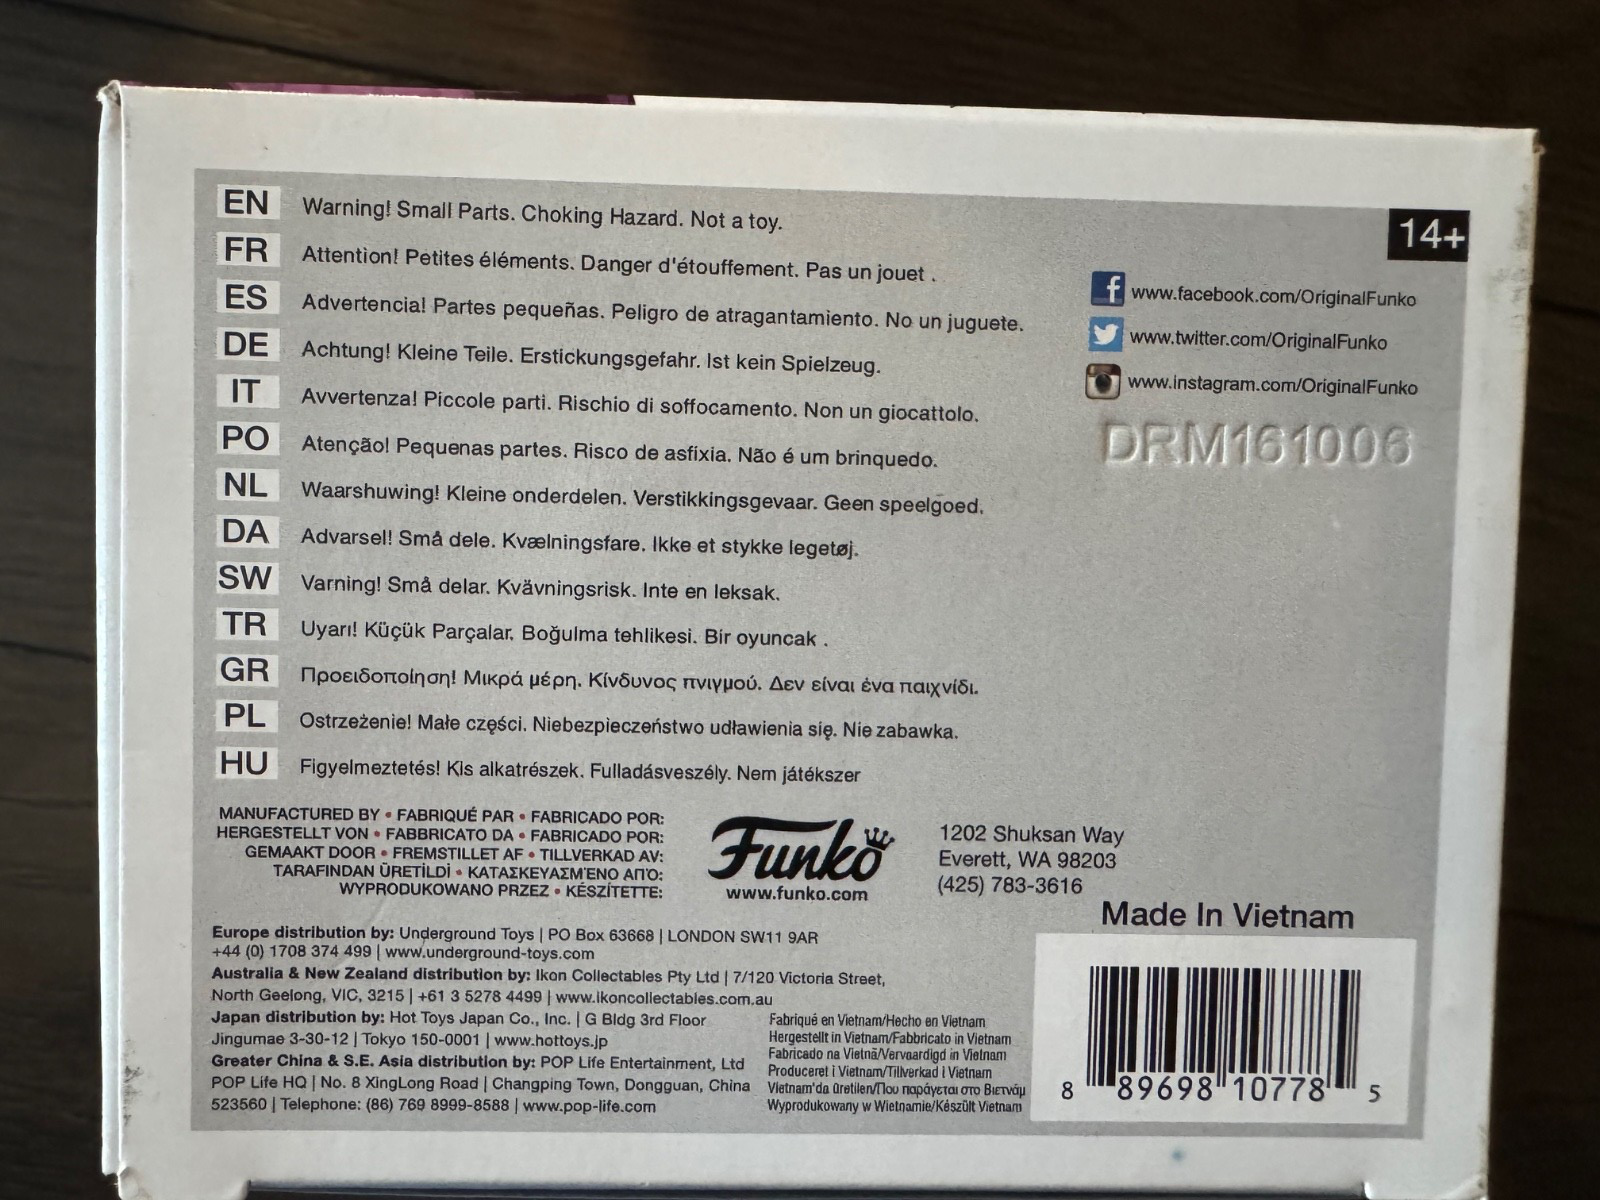 EN Warning! Small Parts. Choking Hazard. Not a toy.
FR Attention! Petites éléments. Danger d'étouffement. Pas un jouet .
ES Advertencia! Partes pequeñas. Peligro de atragantamiento. No un juguete.
DE Achtung! Kleine Teile. Erstickungsgefahr. Ist kein Spielzeug.
IT Avvertenza! Piccole parti. Rischio di soffocamento. Non un giocattolo.
PO Atenção! Pequenas partes. Risco de asfixia. Não é um brinquedo.
NL Waarshuwing! Kleine onderdelen. Verstikkingsgevaar. Geen speelgoed.
DA Advarsel! Små dele. Kvælningsfare. Ikke et stykke legetøj.
SW Varning! Små delar. Kvävningsrisk. Inte en leksak.
TR Uyarı! Küçük Parçalar. Boğulma tehlikesi. Bir oyuncak .
GR Προειδοποίηση! Μικρά μέρη. Κίνδυνος πνιγμού. Δεν είναι ένα παιχνίδι.
PL Ostrzeżenie! Małe części. Niebezpieczeństwo udławienia się. Nie zabawka.
HU Figyelmeztetés! Kis alkatrészek. Fulladásveszély. Nem játékszer
14+
www.facebook.com/OriginalFunko
www.twitter.com/OriginalFunko
www.instagram.com/OriginalFunko
DRM161006
MANUFACTURED BY • FABRIQUÉ PAR • FABRICADO POR:
HERGESTELLT VON • FABBRICATO DA • FABRICADO POR:
GEMAAKT DOOR • FREMSTILLET AF • TILLVERKAD AV:
TARAFINDAN ÜRETİLDİ • ΚΑΤΑΣΚΕΥΑΣΜΈΝΟ ΑΠΌ:
WYPRODUKOWANO PRZEZ • KÉSZÍTETTE:
Funko
www.funko.com
1202 Shuksan Way
Everett, WA 98203
(425) 783-3616
Made In Vietnam
Europe distribution by: Underground Toys | PO Box 63668 | LONDON SW11 9AR
+44 (0) 1708 374 499 | www.underground-toys.com
Australia & New Zealand distribution by: Ikon Collectables Pty Ltd | 7/120 Victoria Street,
North Geelong, VIC, 3215 | +61 3 5278 4499 | www.ikoncollectables.com.au
Japan distribution by: Hot Toys Japan Co., Inc. | G Bldg 3rd Floor
Jingumae 3-30-12 | Tokyo 150-0001 | www.hottoys.jp
Greater China & S.E. Asia distribution by: POP Life Entertainment, Ltd
POP Life HQ | No. 8 XingLong Road | Changping Town, Dongguan, China
523560 | Telephone: (86) 769 8999-8588 | www.pop-life.com
Fabriqué en Vietnam/Hecho en Vietnam
Hergestellt in Vietnam/Fabbricato in Vietnam
Fabricado na Vietnã/Vervaardigd in Vietnam
Produceret i Vietnam/Tillverkad i Vietnam
Vietnam'da üretilen/Που παράγεται στο Βιετνάμ
Wyprodukowany w Wietnamie/Készült Vietnam
8 89698 10778 5